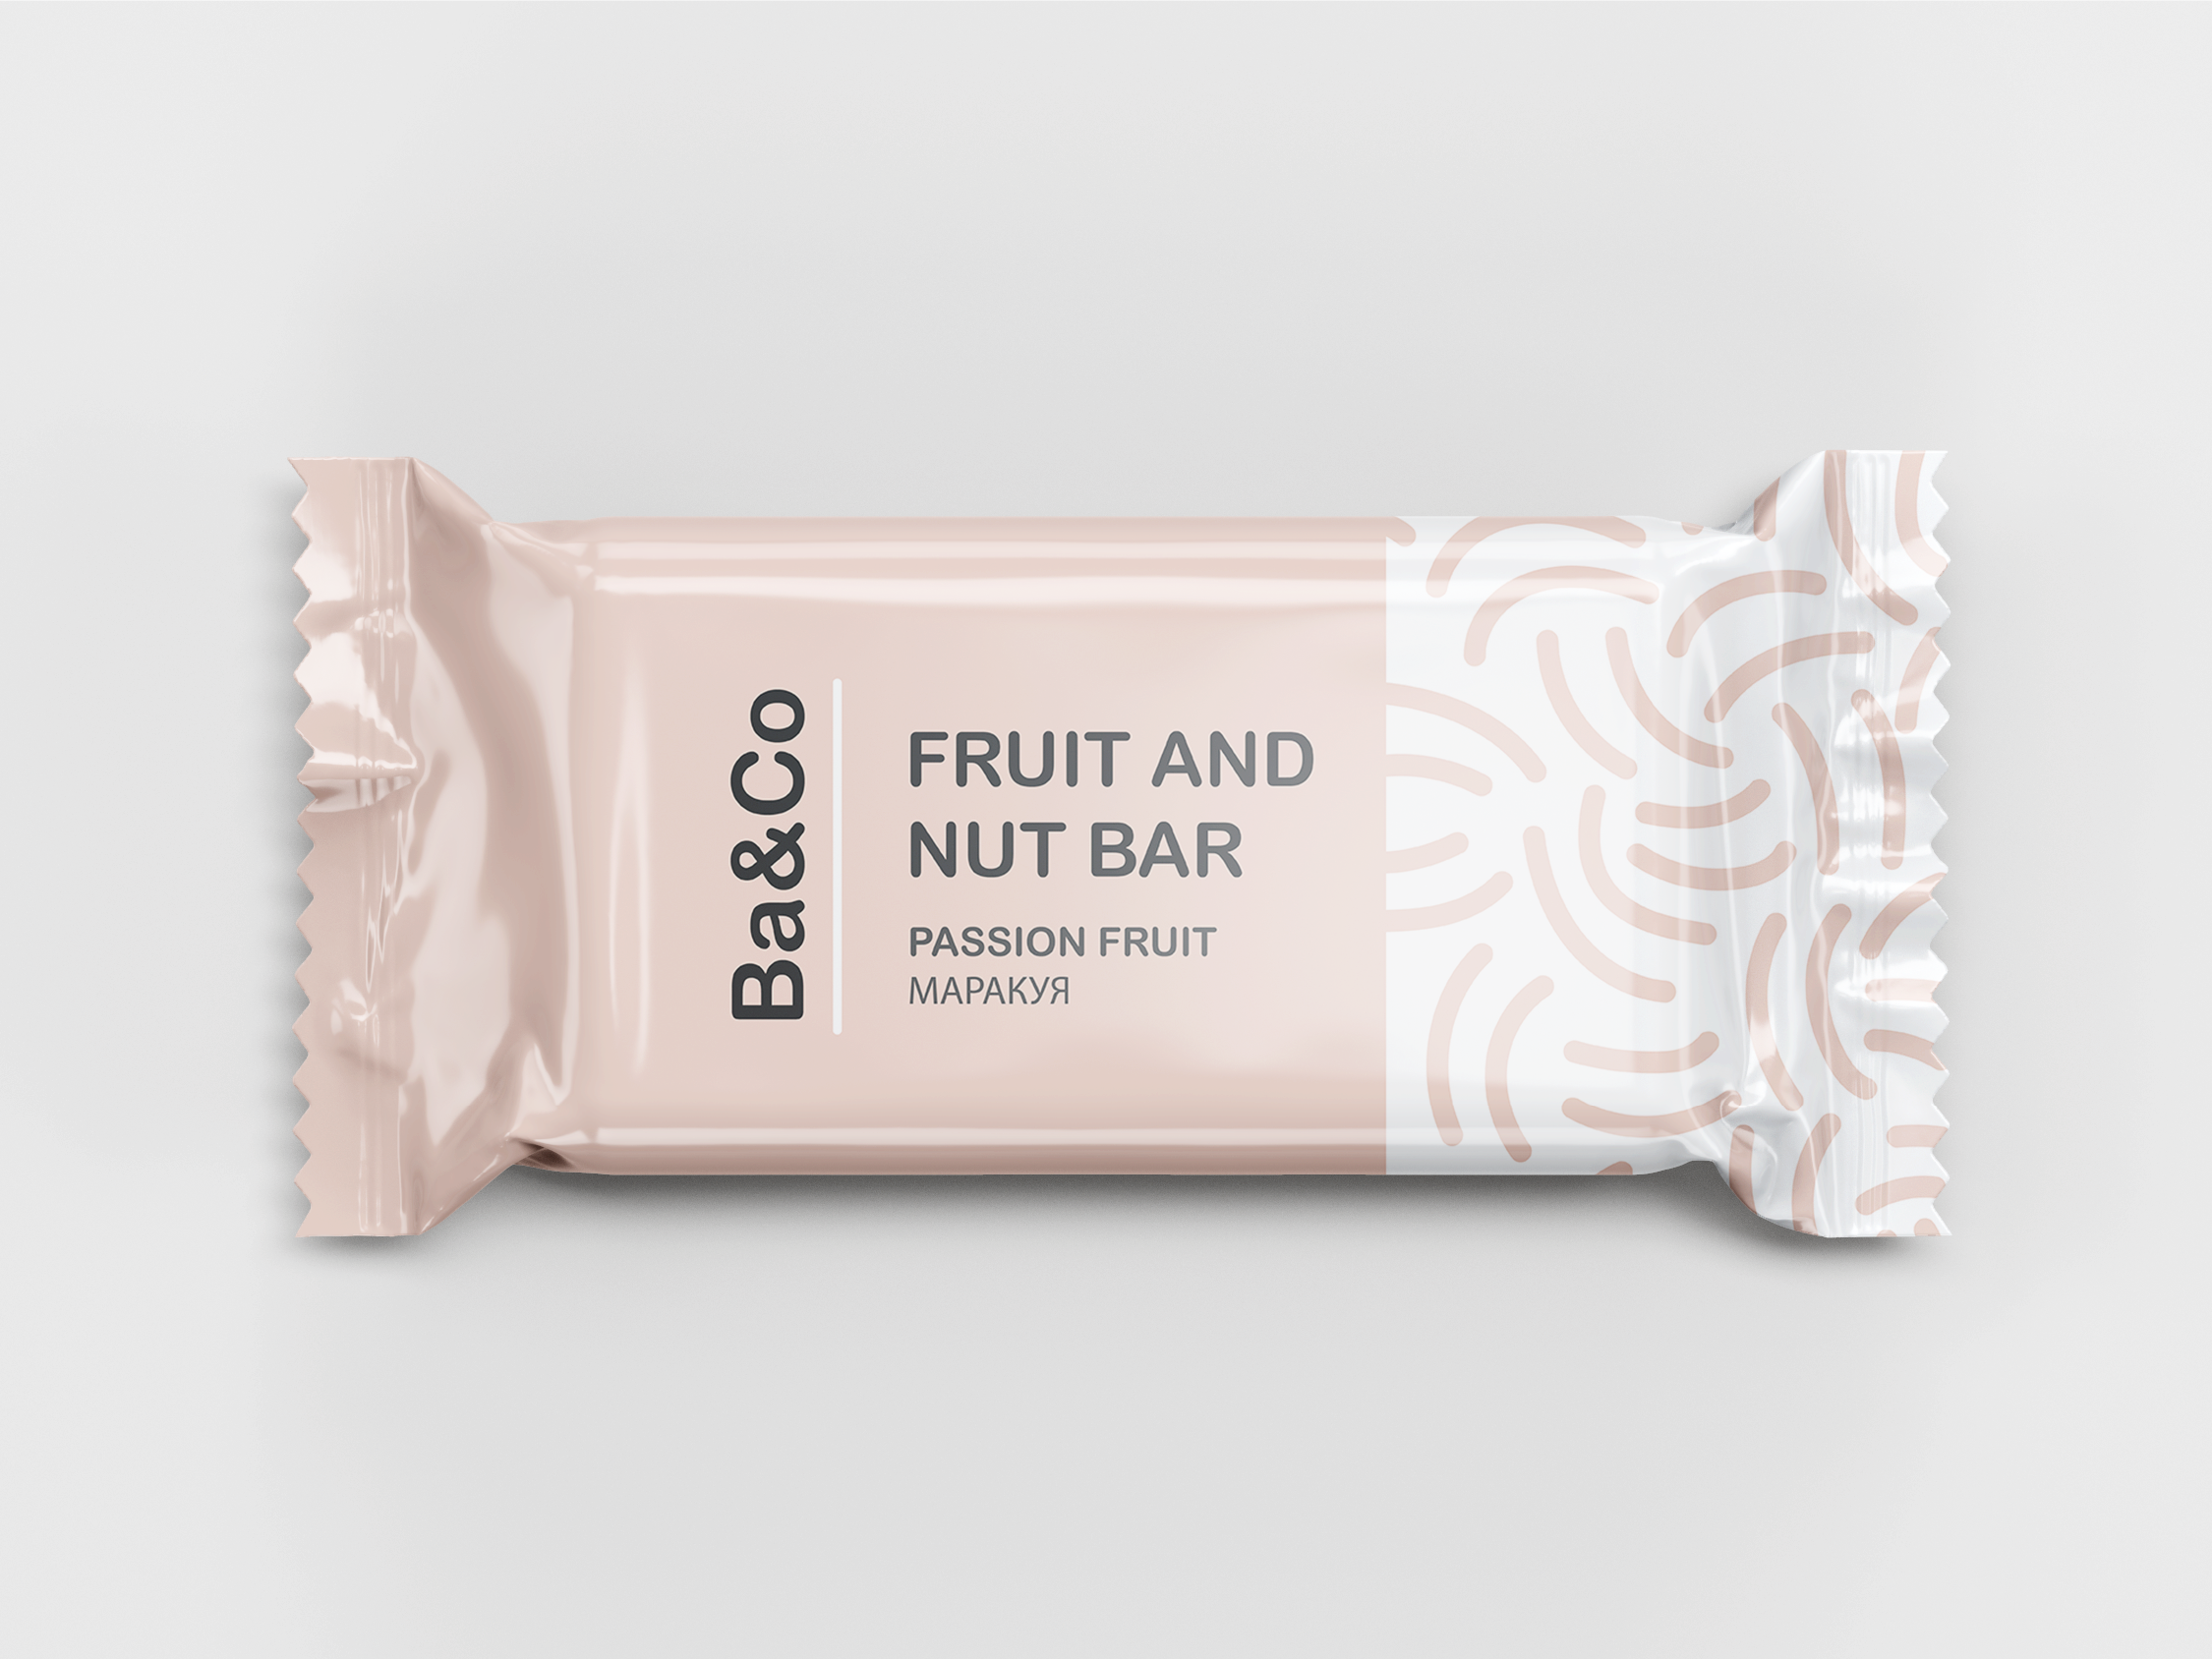 Ba&Co
FRUIT AND
NUT BAR
PASSION FRUIT
МАРАКУЯ